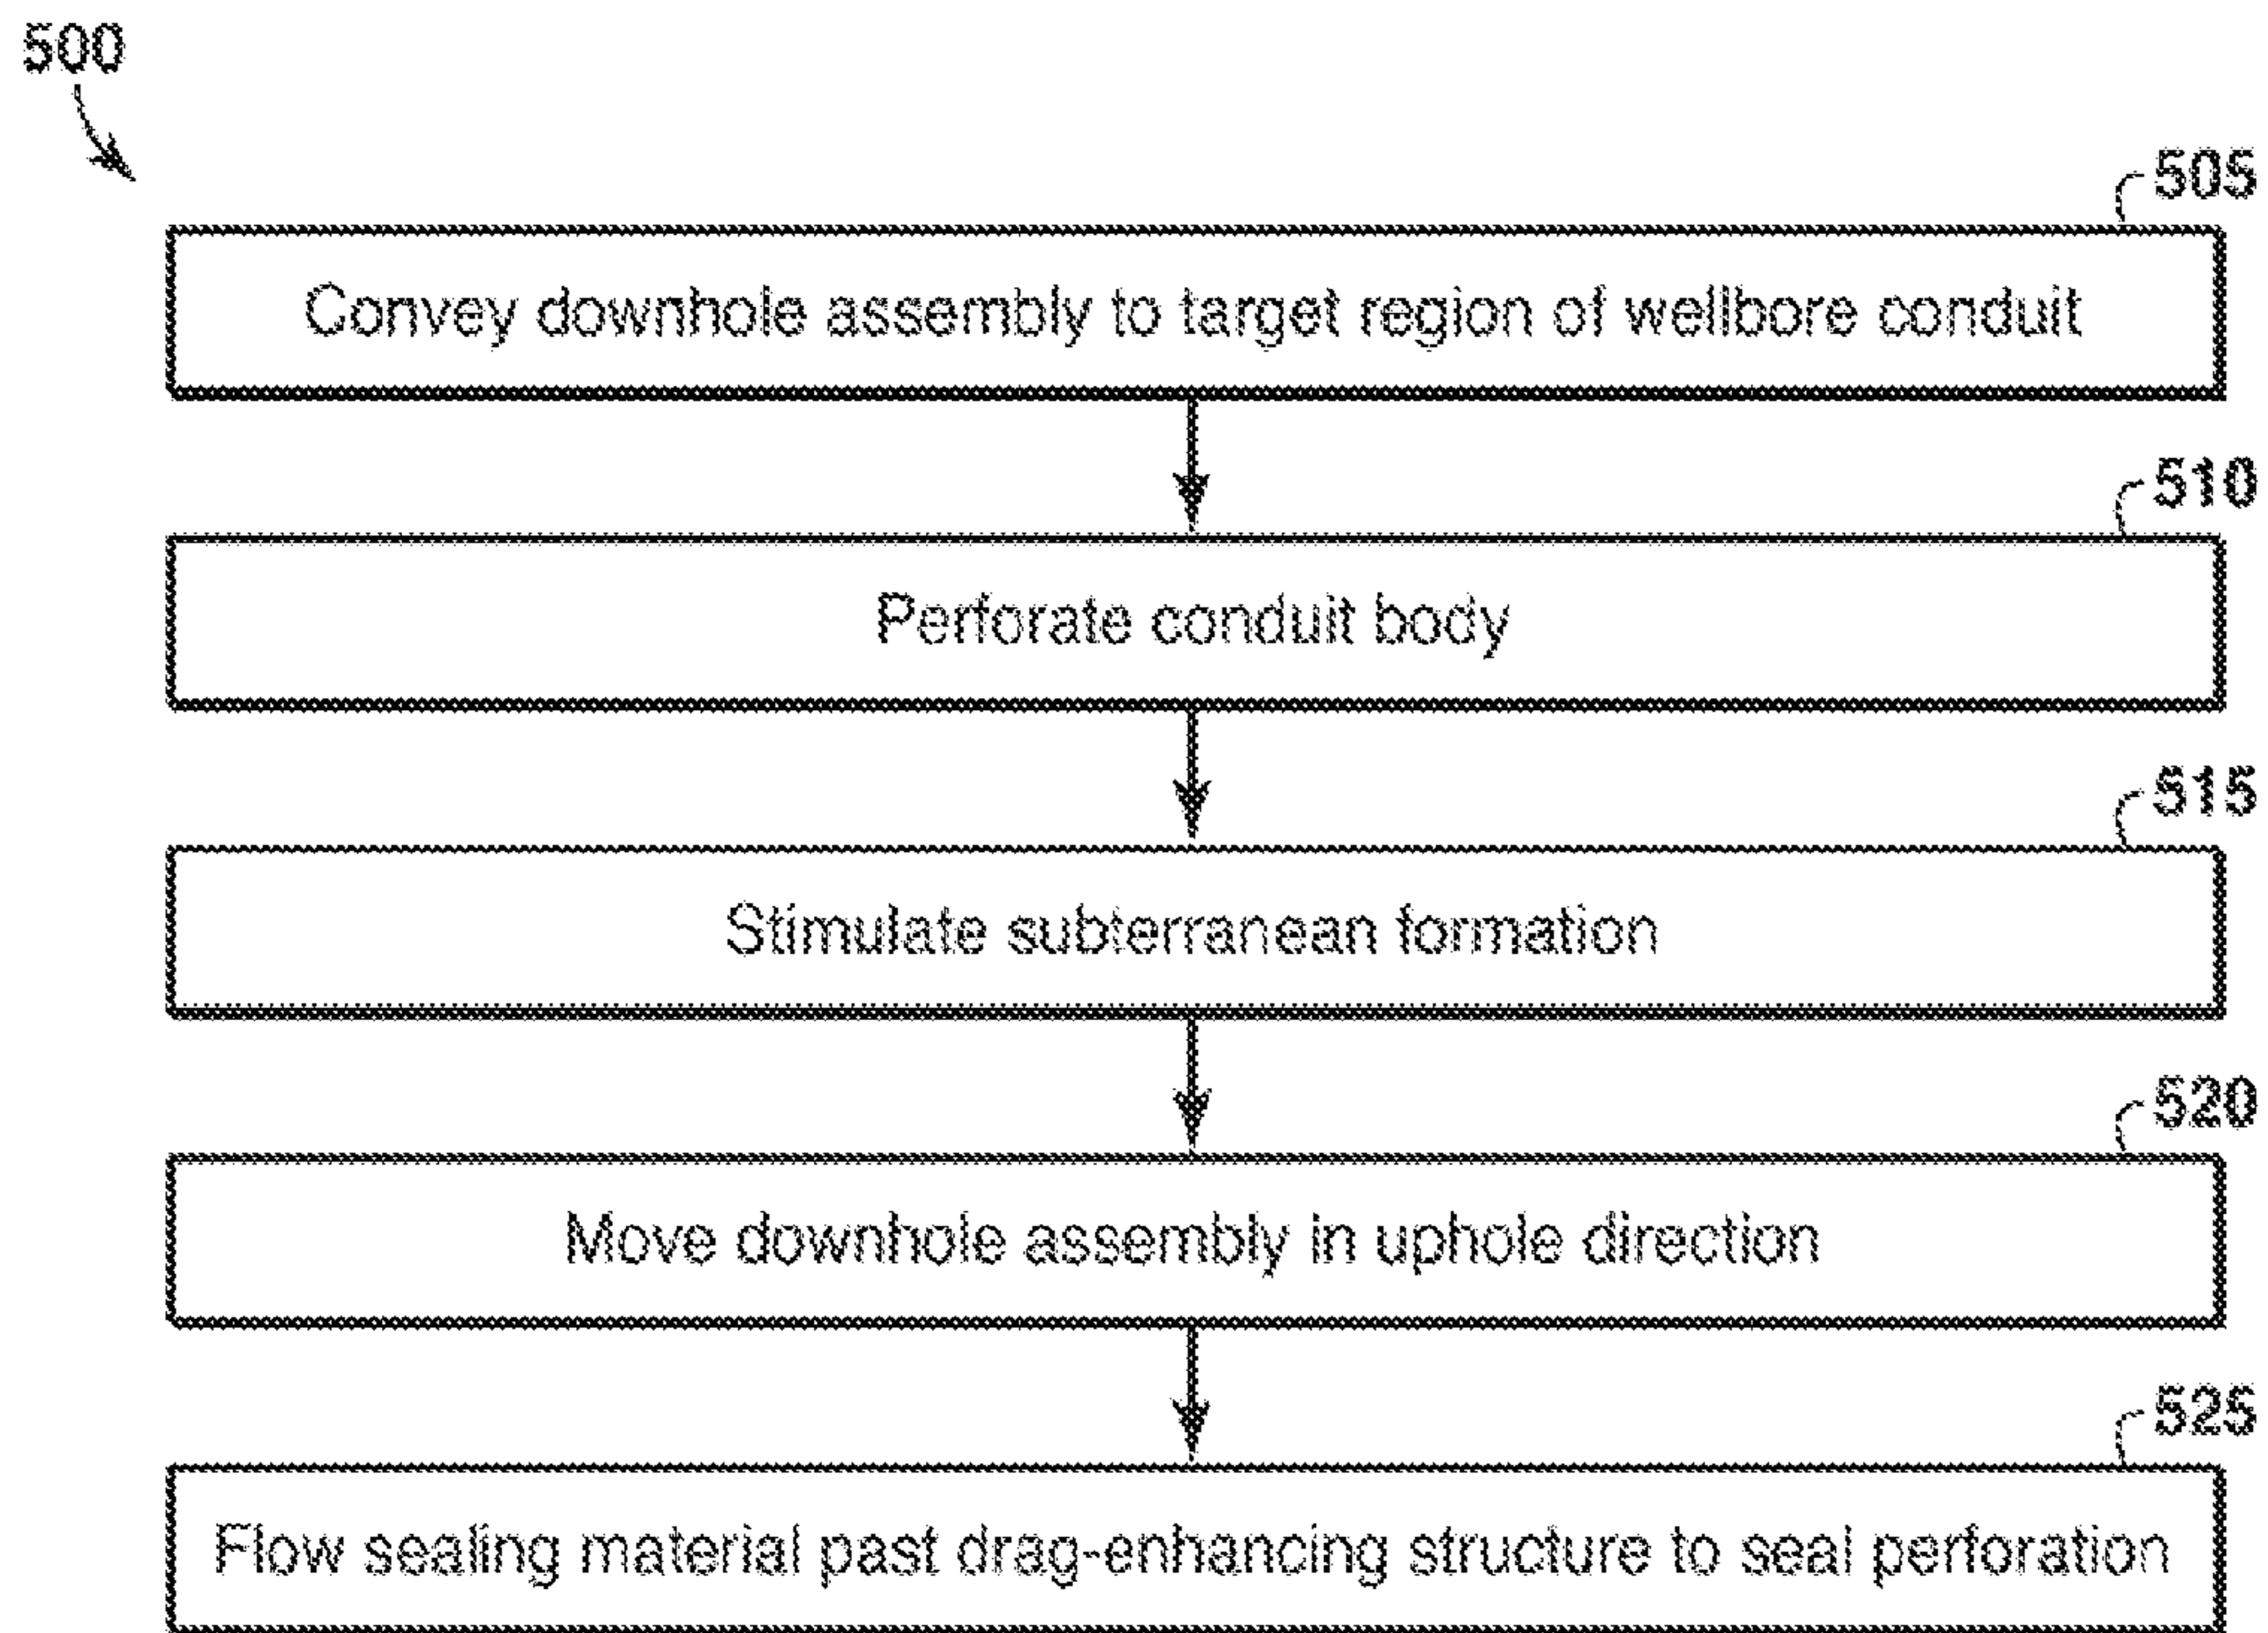 500
505
Convey downhole assembly to target region of wellbore conduit
510
Perforate conduit body
515
Stimulate subterranean formation
520
Move downhole assembly in uphole direction
525
Flow sealing material past drag-enhancing structure to seal perforation